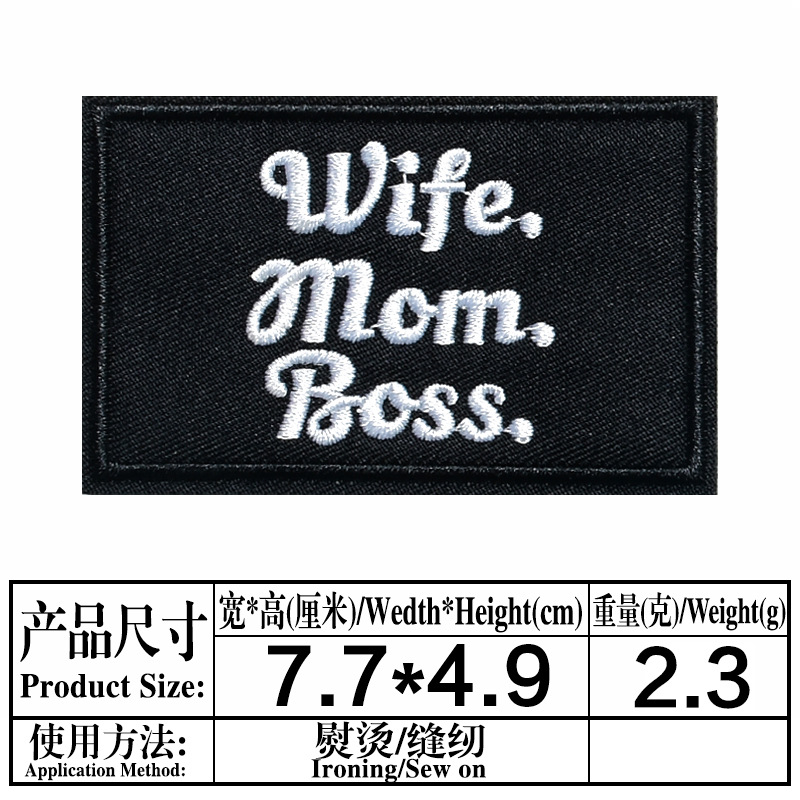 Wife.
Mom.
Boss.
产品尺寸
Product Size:
宽*高(厘米)/Wedth*Height(cm)
重量(克)/Weight(g)
7.7*4.9
2.3
使用方法:
Application Method:
熨烫/缝纫
Ironing/Sew on